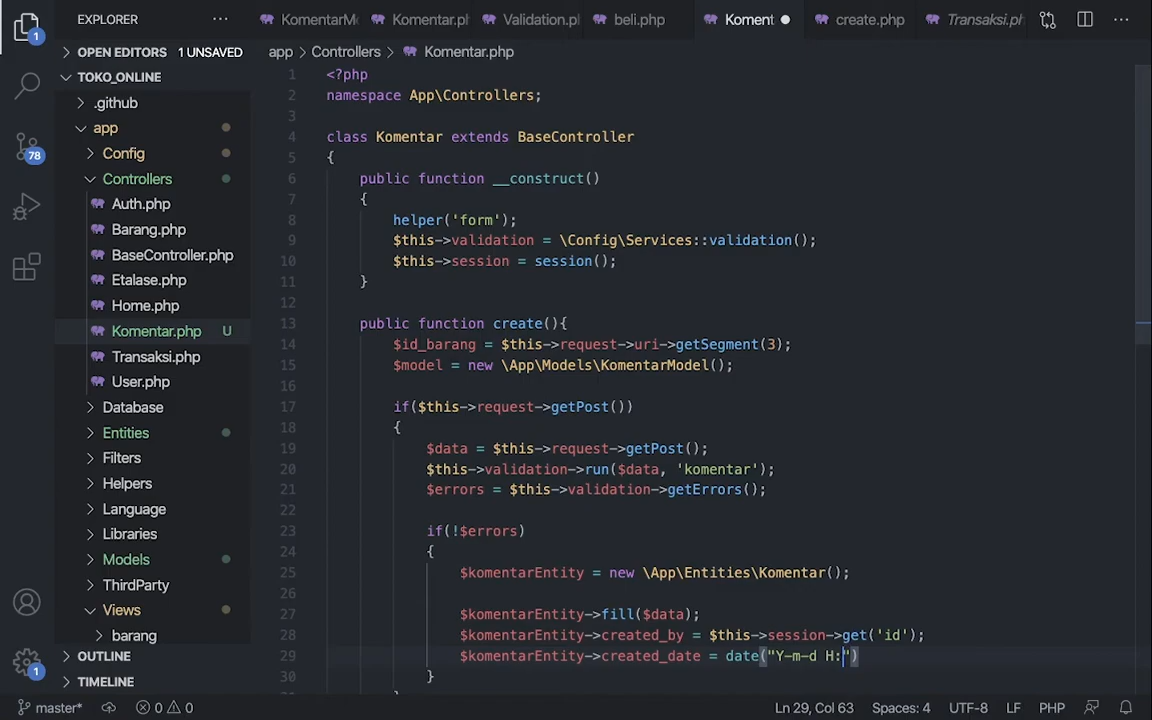 EXPLORER
KomentarM
Komentar.ph
Validation.pl
beli.php
Koment
create.php
Transaksi.ph
OPEN EDITORS 1 UNSAVED
app > Controllers > Komentar.php
TOKO_ONLINE
.github
app
Config
Controllers
Auth.php
Barang.php
BaseController.php
Etalase.php
Home.php
Komentar.php U
Transaksi.php
User.php
Database
Entities
Filters
Helpers
Language
Libraries
Models
ThirdParty
Views
barang
OUTLINE
TIMELINE
1
78
1
1 <?php
2 namespace App\Controllers;
3
4 class Komentar extends BaseController
5 {
6 public function __construct()
7 {
8 helper('form');
9 $this->validation = \Config\Services::validation();
10 $this->session = session();
11 }
12
13 public function create(){
14 $id_barang = $this->request->uri->getSegment(3);
15 $model = new \App\Models\KomentarModel();
16
17 if($this->request->getPost())
18 {
19 $data = $this->request->getPost();
20 $this->validation->run($data, 'komentar');
21 $errors = $this->validation->getErrors();
22
23 if(!$errors)
24 {
25 $komentarEntity = new \App\Entities\Komentar();
26
27 $komentarEntity->fill($data);
28 $komentarEntity->created_by = $this->session->get('id');
29 $komentarEntity->created_date = date("Y-m-d H:")
30 }
master* 0 0 Ln 29, Col 63 Spaces: 4 UTF-8 LF PHP